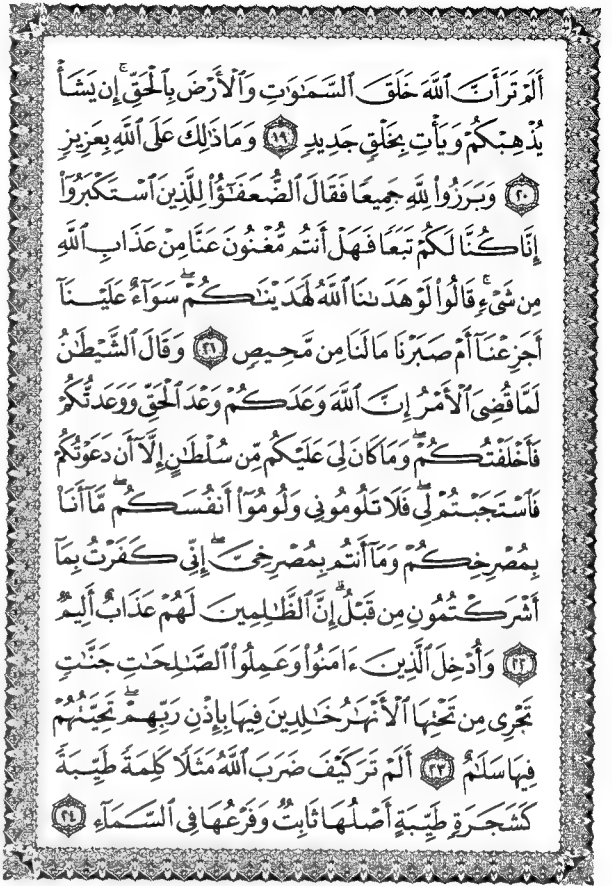 أَلَمْ تَرَ أَنَّ ٱللَّهَ خَلَقَ ٱلسَّمَٰوَٰتِ وَٱلْأَرْضَ بِٱلْحَقِّ ۚ إِن يَشَأْ
يُذْهِبْكُمْ وَيَأْتِ بِخَلْقٍ جَدِيدٍ ١٩ وَمَا ذَٰلِكَ عَلَى ٱللَّهِ بِعَزِيزٍ
٢٠ وَبَرَزُوا۟ لِلَّهِ جَمِيعًا فَقَالَ ٱلضُّعَفَٰٓؤُا۟ لِلَّذِينَ ٱسْتَكْبَرُوٓا۟
إِنَّا كُنَّا لَكُمْ تَبَعًا فَهَلْ أَنتُم مُّغْنُونَ عَنَّا مِنْ عَذَابِ ٱللَّهِ
مِن شَىْءٍ ۚ قَالُوا۟ لَوْ هَدَىٰنَا ٱللَّهُ لَهَدَيْنَٰكُمْ ۖ سَوَآءٌ عَلَيْنَآ
أَجَزِعْنَآ أَمْ صَبَرْنَا مَا لَنَا مِن مَّحِيصٍ ٢١ وَقَالَ ٱلشَّيْطَٰنُ
لَمَّا قُضِىَ ٱلْأَمْرُ إِنَّ ٱللَّهَ وَعَدَكُمْ وَعْدَ ٱلْحَقِّ وَوَعَدتُّكُمْ
فَأَخْلَفْتُكُمْ ۖ وَمَا كَانَ لِىَ عَلَيْكُم مِّن سُلْطَٰنٍ إِلَّآ أَن دَعَوْتُكُمْ
فَٱسْتَجَبْتُمْ لِى ۖ فَلَا تَلُومُونِى وَلُومُوٓا۟ أَنفُسَكُم ۖ مَّآ أَنَا۠
بِمُصْرِخِكُمْ وَمَآ أَنتُم بِمُصْرِخِىَّ ۖ إِنِّى كَفَرْتُ بِمَآ
أَشْرَكْتُمُونِ مِن قَبْلُ ۗ إِنَّ ٱلظَّٰلِمِينَ لَهُمْ عَذَابٌ أَلِيمٌ
٢٢ وَأُدْخِلَ ٱلَّذِينَ ءَامَنُوا۟ وَعَمِلُوا۟ ٱلصَّٰلِحَٰتِ جَنَّٰتٍ
تَجْرِى مِن تَحْتِهَا ٱلْأَنْهَٰرُ خَٰلِدِينَ فِيهَا بِإِذْنِ رَبِّهِمْ ۖ تَحِيَّتُهُمْ
فِيهَا سَلَٰمٌ ٢٣ أَلَمْ تَرَ كَيْفَ ضَرَبَ ٱللَّهُ مَثَلًا كَلِمَةً طَيِّبَةً
كَشَجَرَةٍ طَيِّبَةٍ أَصْلُهَا ثَابِتٌ وَفَرْعُهَا فِى ٱلسَّمَآءِ ٢٤